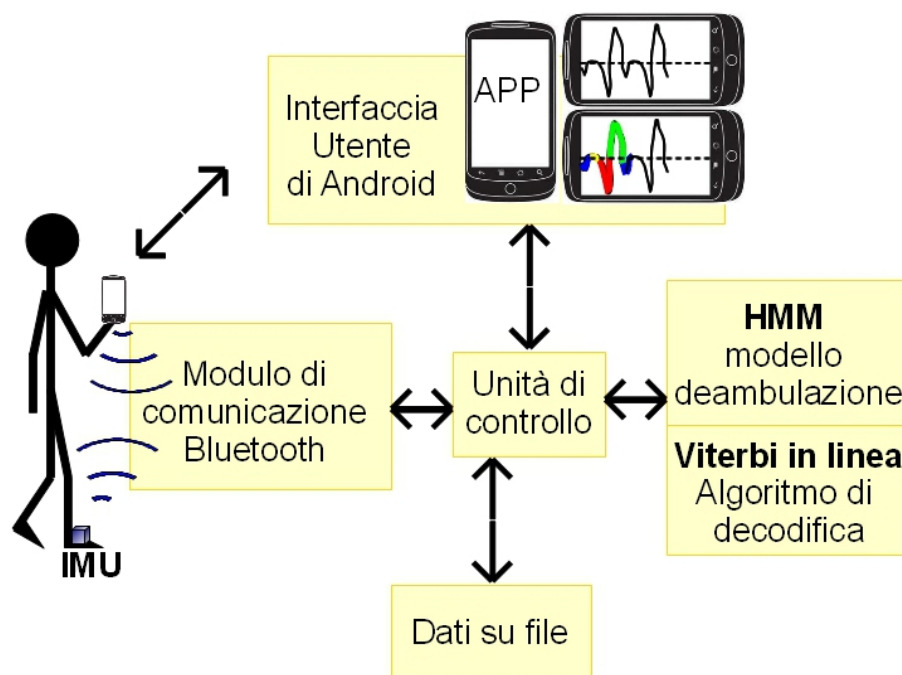 Interfaccia
Utente
di Android
APP
Modulo di
comunicazione
Bluetooth
Unità di
controllo
HMM
modello
deambulazione
Viterbi in linea
Algoritmo di
decodifica
IMU
Dati su file